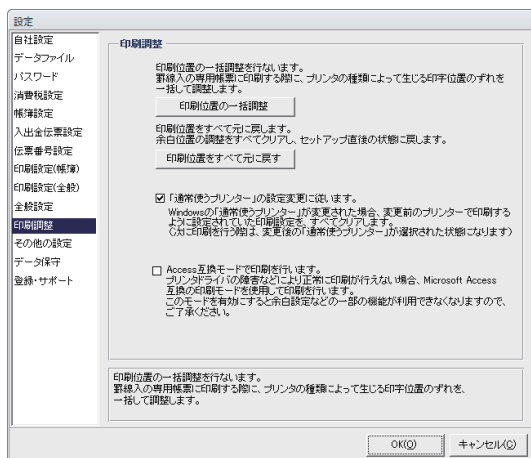 設定
自社設定
データファイル
パスワード
消費税設定
帳簿設定
入出金伝票設定
伝票番号設定
印刷設定(帳簿)
印刷設定(全般)
全般設定
印刷調整
その他の設定
データ保守
登録・サポート
印刷調整
印刷位置の一括調整を行ないます。
罫線入の専用帳票に印刷する際に、プリンタの種類によって生じる印字位置のずれを
一括して調整します。
印刷位置の一括調整
印刷位置をすべて元に戻します。
余白位置の調整をすべてクリアし、セットアップ直後の状態に戻します。
印刷位置をすべて元に戻す
「通常使うプリンター」の設定変更に従います。
Windowsの「通常使うプリンター」が変更された場合、変更前のプリンターで印刷する
ように設定されていた印刷設定を、すべてクリアします。
(次に印刷を行う際は、変更後の「通常使うプリンター」が選択された状態になります)
Access互換モードで印刷を行います。
プリンタドライバの障害などにより正常に印刷が行えない場合、Microsoft Access
互換の印刷モードを使用して印刷を行います。
このモードを有効にすると余白設定などの一部の機能が利用できなくなりますので、
ご了承ください。
印刷位置の一括調整を行ないます。
罫線入の専用帳票に印刷する際に、プリンタの種類によって生じる印字位置のずれを、
一括して調整します。
OK(O)
キャンセル(C)